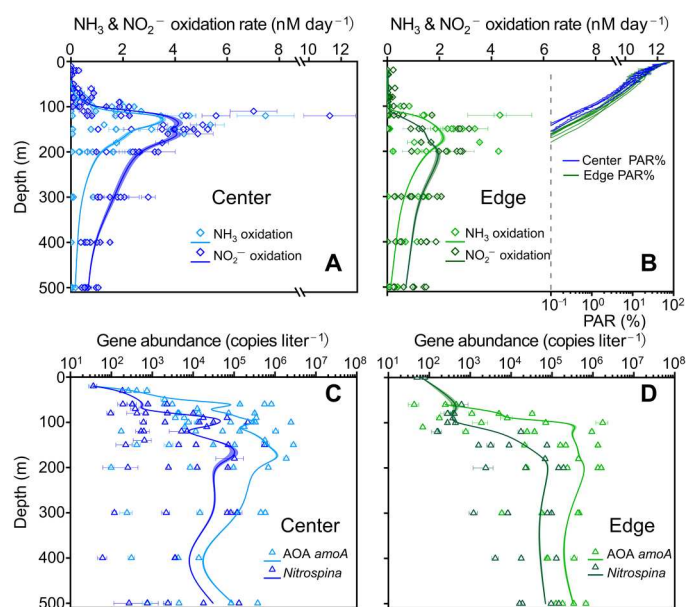 NH₃ & NO₂⁻ oxidation rate (nM day⁻¹)
0 2 4 6 8 10 12
NH₃ & NO₂⁻ oxidation rate (nM day⁻¹)
0 2 4 6 8 10 12
Depth (m)
0
100
200
300
400
500
Center
NH₃ oxidation
NO₂⁻ oxidation
A
Center PAR%
Edge PAR%
Edge
NH₃ oxidation
NO₂⁻ oxidation
B
10⁻¹ 10⁰ 10¹ 10²
PAR (%)
Gene abundance (copies liter⁻¹)
10¹ 10² 10³ 10⁴ 10⁵ 10⁶ 10⁷ 10⁸
Gene abundance (copies liter⁻¹)
10¹ 10² 10³ 10⁴ 10⁵ 10⁶ 10⁷ 10⁸
Depth (m)
0
100
200
300
400
500
C
Center
AOA amoA
Nitrospina
D
Edge
AOA amoA
Nitrospina